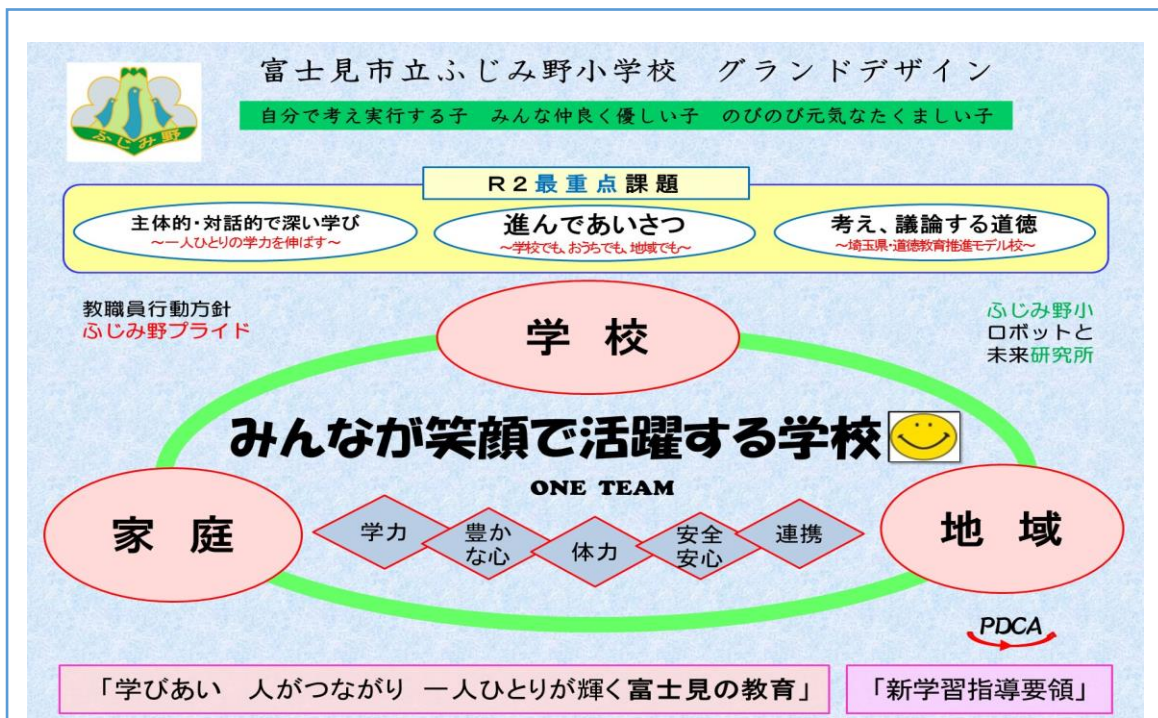 富士見市立ふじみ野小学校　グランドデザイン
ふじみ野
自分で考え実行する子　みんな仲良く優しい子　のびのび元気なたくましい子
R2最重点課題
主体的・対話的で深い学び
～一人ひとりの学力を伸ばす～
進んであいさつ
～学校でも、おうちでも、地域でも～
考え、議論する道徳
～埼玉県・道徳教育推進モデル校～
教職員行動方針
ふじみ野プライド
学校
ふじみ野小
ロボットと
未来研究所
みんなが笑顔で活躍する学校
ONE TEAM
家庭
学力
豊か
な心
体力
安全
安心
連携
地域
PDCA
「学びあい　人がつながり　一人ひとりが輝く富士見の教育」
「新学習指導要領」